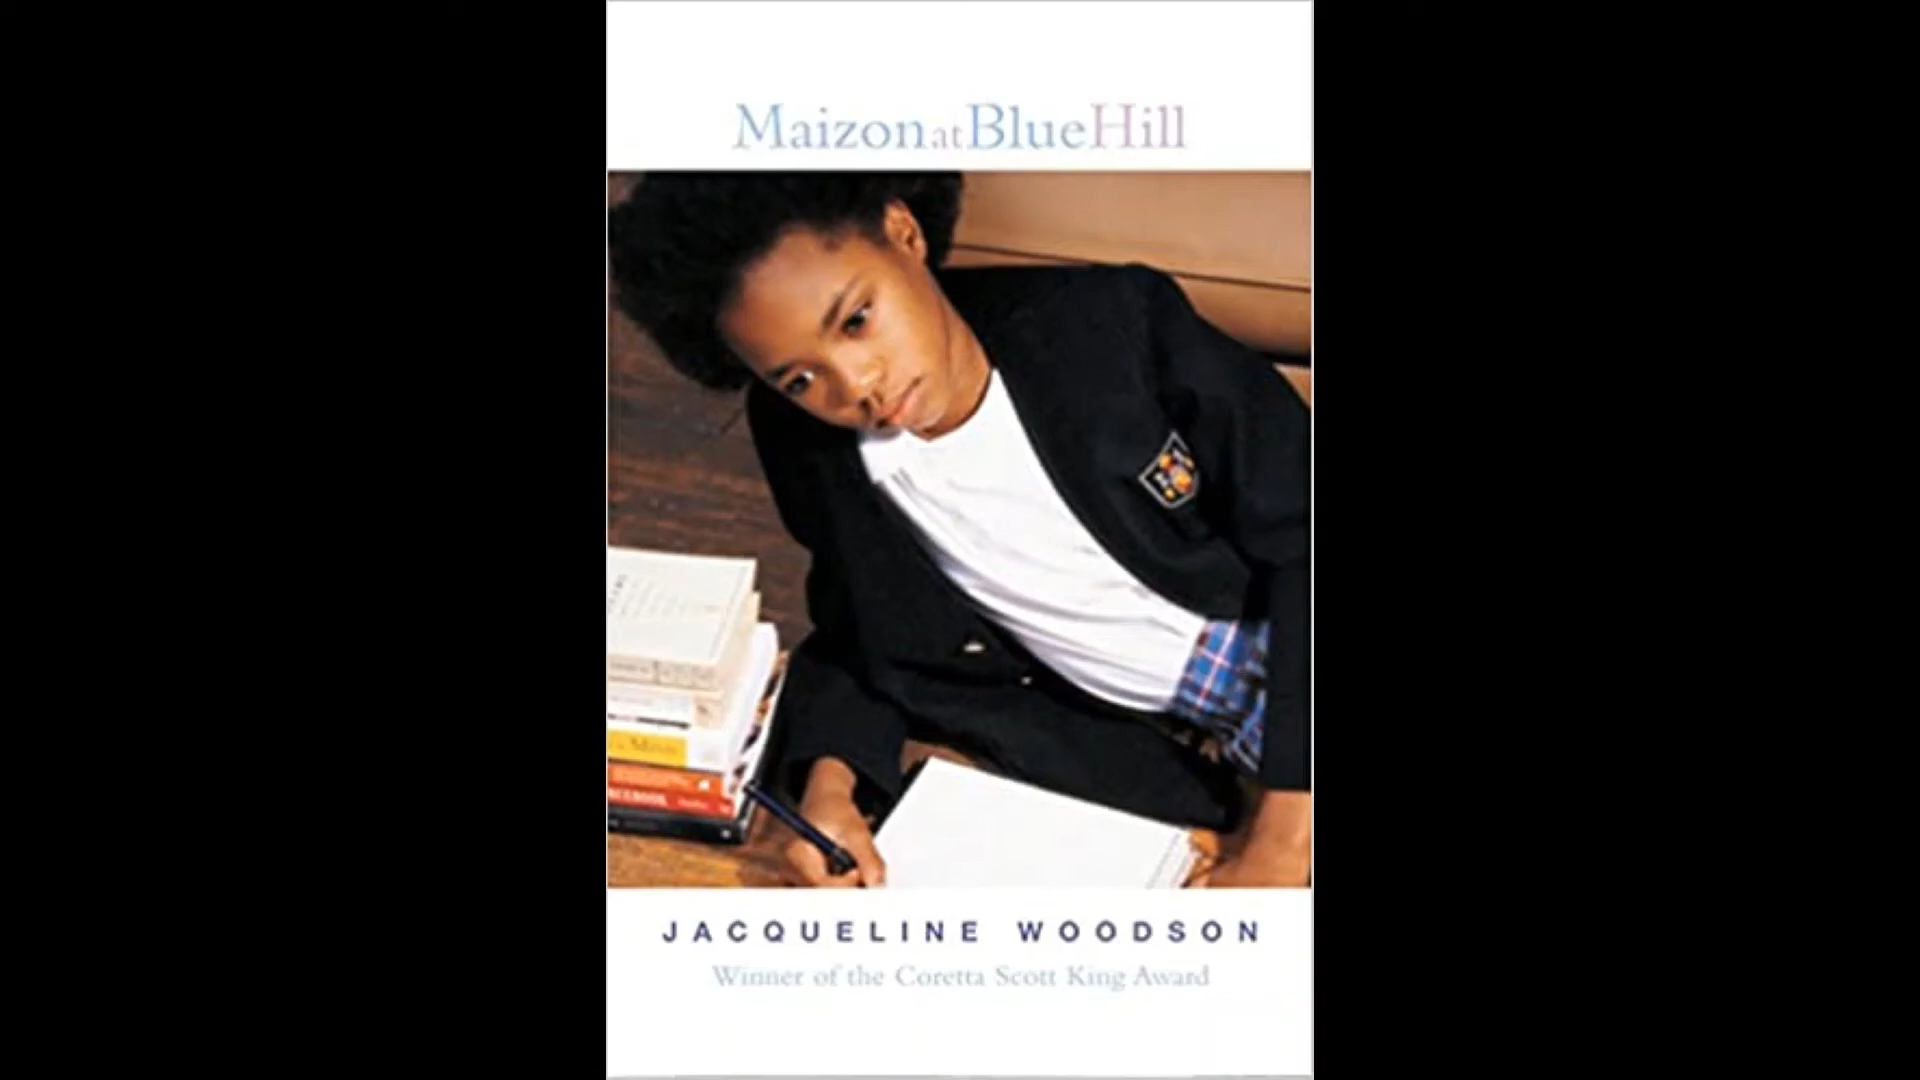 Maizon at Blue Hill
JACQUELINE WOODSON
Winner of the Coretta Scott King Award